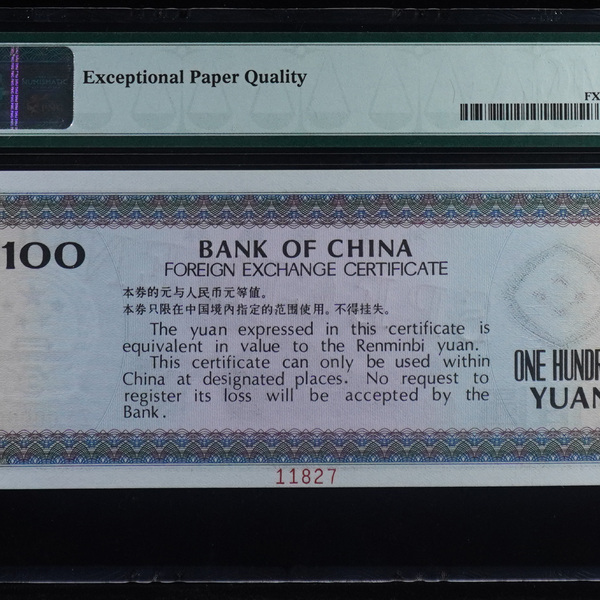 Exceptional Paper Quality
FX
100
BANK OF CHINA
FOREIGN EXCHANGE CERTIFICATE
本券的元与人民币元等值。
本券只限在中国境内指定的范围使用。不得挂失。
The yuan expressed in this certificate is
equivalent in value to the Renminbi yuan.
This certificate can only be used within
China at designated places. No request to
register its loss will be accepted by the
Bank.
ONE HUNDR
YUAN
11827